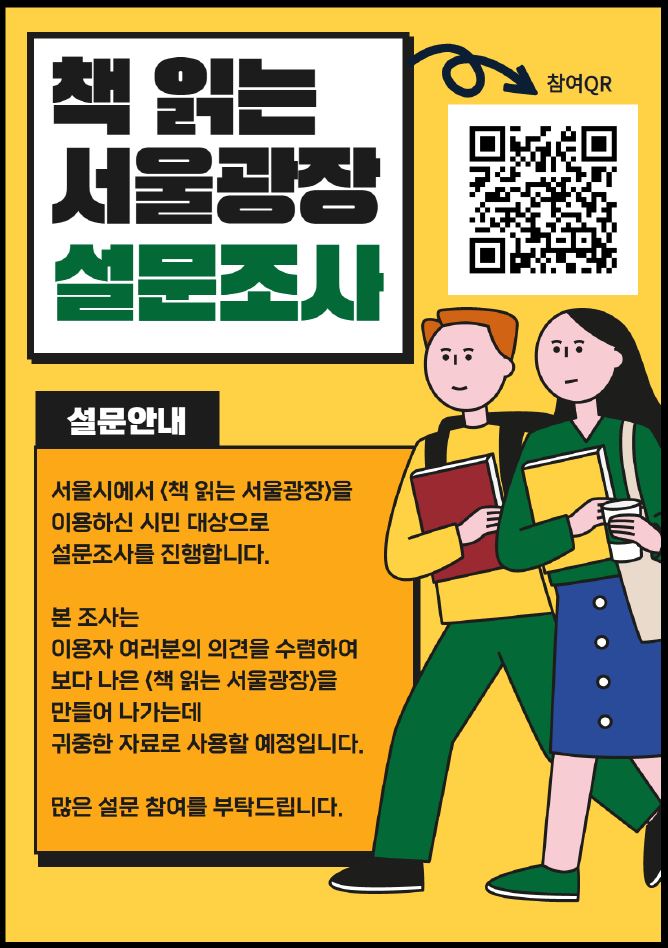 책 읽는
서울광장
설문조사
참여QR
설문안내
서울시에서 <책 읽는 서울광장>을
이용하신 시민 대상으로
설문조사를 진행합니다.
본 조사는
이용자 여러분의 의견을 수렴하여
보다 나은 <책 읽는 서울광장>을
만들어 나가는데
귀중한 자료로 사용할 예정입니다.
많은 설문 참여를 부탁드립니다.